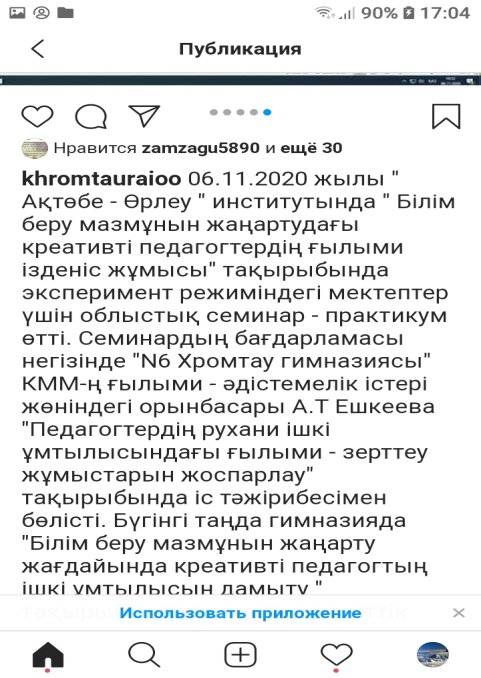 90% 17:04
Публикация
Нравится zamzagu5890 и ещё 30
khromtauraioo 06.11.2020 жылы "
Ақтөбе - Өрлеу " институтында " Білім
беру мазмұнын жаңартудағы
креативті педагогтердің ғылыми
ізденіс жұмысы" тақырыбында
эксперимент режиміндегі мектептер
үшін облыстық семинар - практикум
өтті. Семинардың бағдарламасы
негізінде "N6 Хромтау гимназиясы"
КММ-ң ғылыми - әдістемелік істері
жөніндегі орынбасары А.Т Ешкеева
"Педагогтердің рухани ішкі
ұмтылысындағы ғылыми - зерттеу
жұмыстарын жоспарлау"
тақырыбында іс тәжірибесімен
бөлісті. Бүгінгі таңда гимназияда
"Білім беру мазмұнын жаңарту
жағдайында креативті педагогтың
ішкі ұмтылысын дамыту "
Использовать приложение